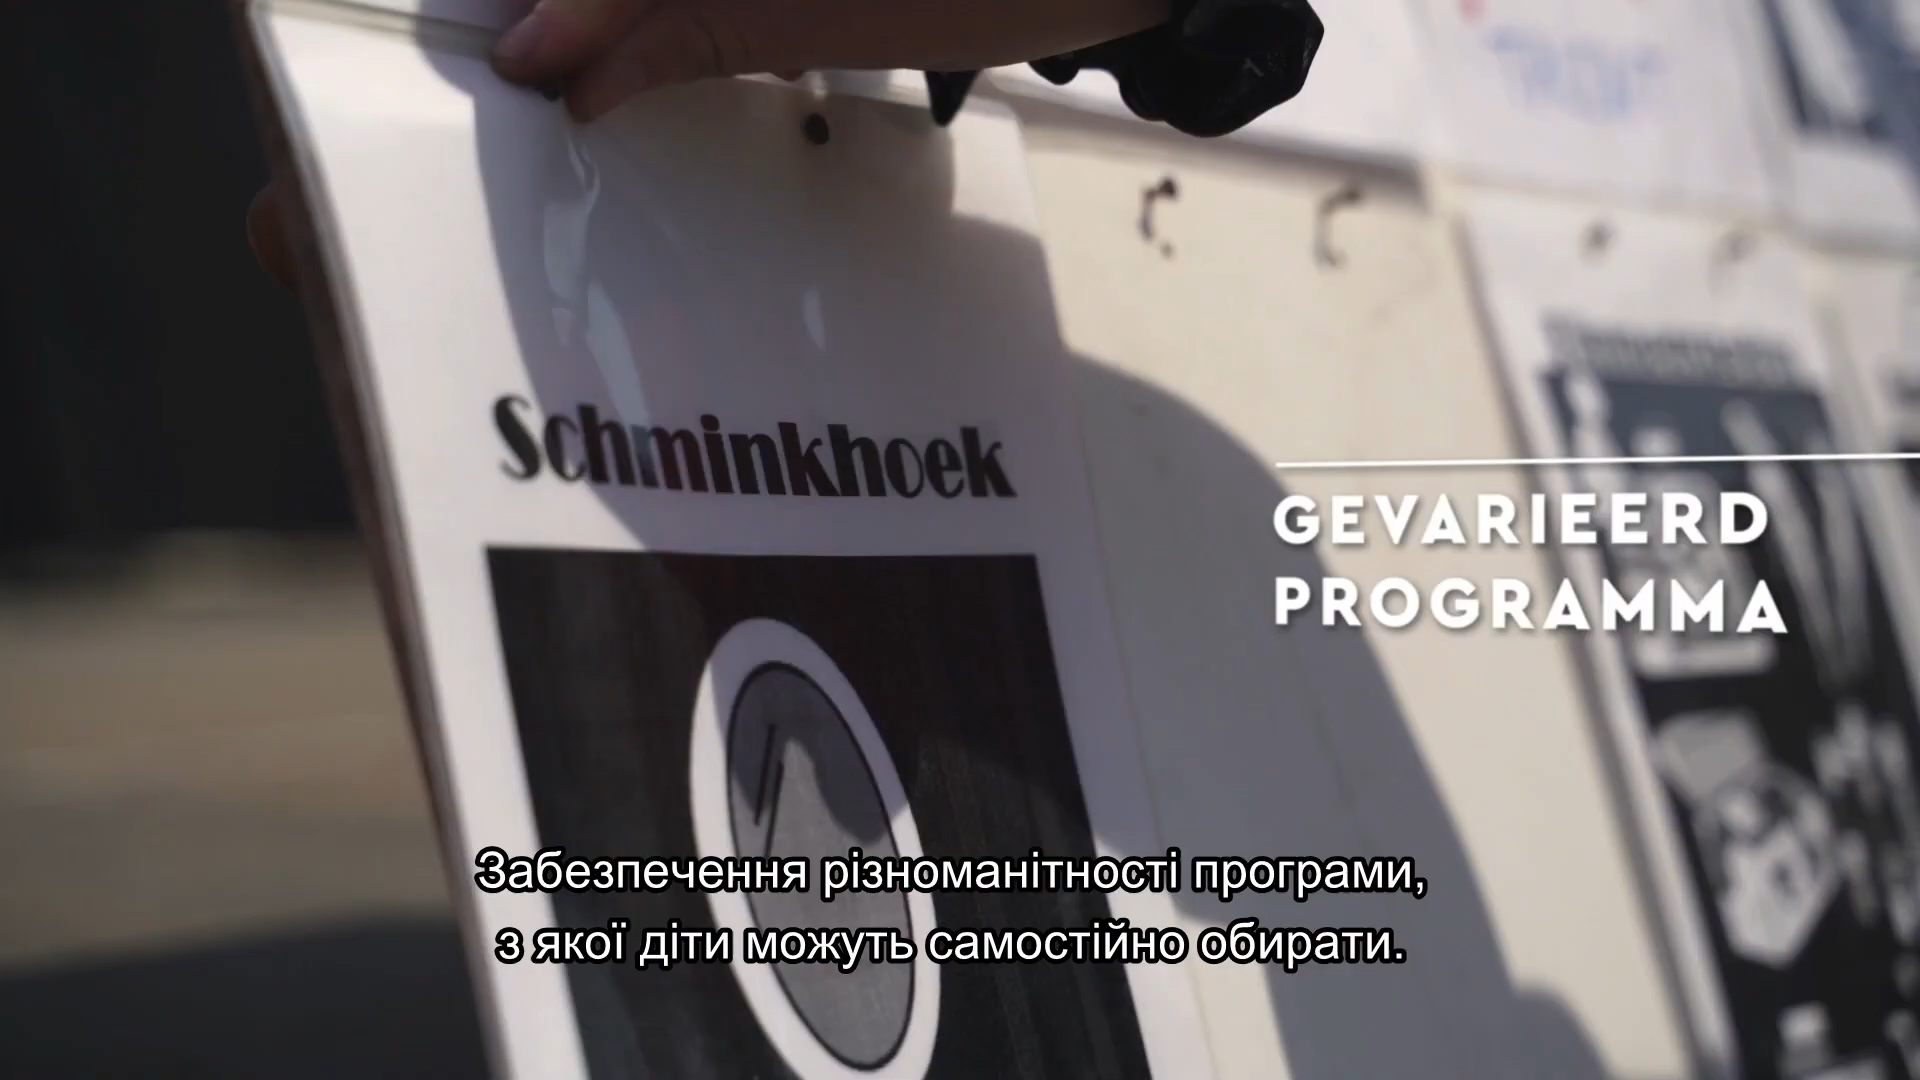 Schminkhoek
GEVARIEERD
PROGRAMMA
Забезпечення різноманітності програми,
з якої діти можуть самостійно обирати.